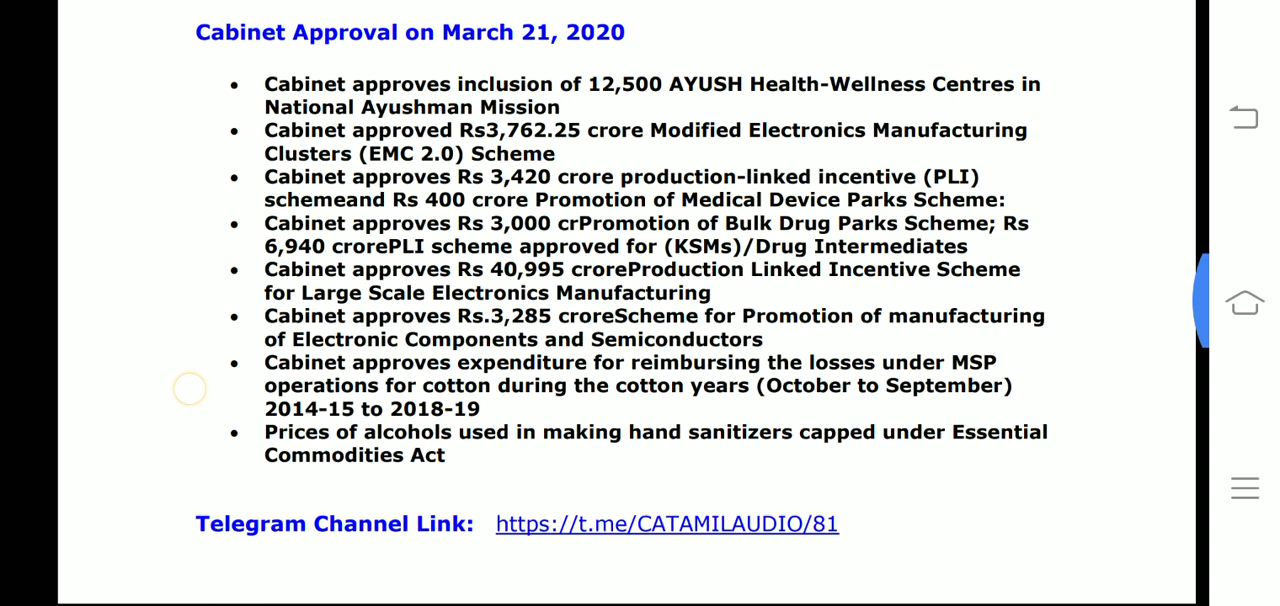 Cabinet Approval on March 21, 2020
• Cabinet approves inclusion of 12,500 AYUSH Health-Wellness Centres in
National Ayushman Mission
• Cabinet approved Rs3,762.25 crore Modified Electronics Manufacturing
Clusters (EMC 2.0) Scheme
• Cabinet approves Rs 3,420 crore production-linked incentive (PLI)
schemeand Rs 400 crore Promotion of Medical Device Parks Scheme:
• Cabinet approves Rs 3,000 crPromotion of Bulk Drug Parks Scheme; Rs
6,940 crorePLI scheme approved for (KSMs)/Drug Intermediates
• Cabinet approves Rs 40,995 croreProduction Linked Incentive Scheme
for Large Scale Electronics Manufacturing
• Cabinet approves Rs.3,285 croreScheme for Promotion of manufacturing
of Electronic Components and Semiconductors
• Cabinet approves expenditure for reimbursing the losses under MSP
operations for cotton during the cotton years (October to September)
2014-15 to 2018-19
• Prices of alcohols used in making hand sanitizers capped under Essential
Commodities Act
Telegram Channel Link: https://t.me/CATAMILAUDIO/81